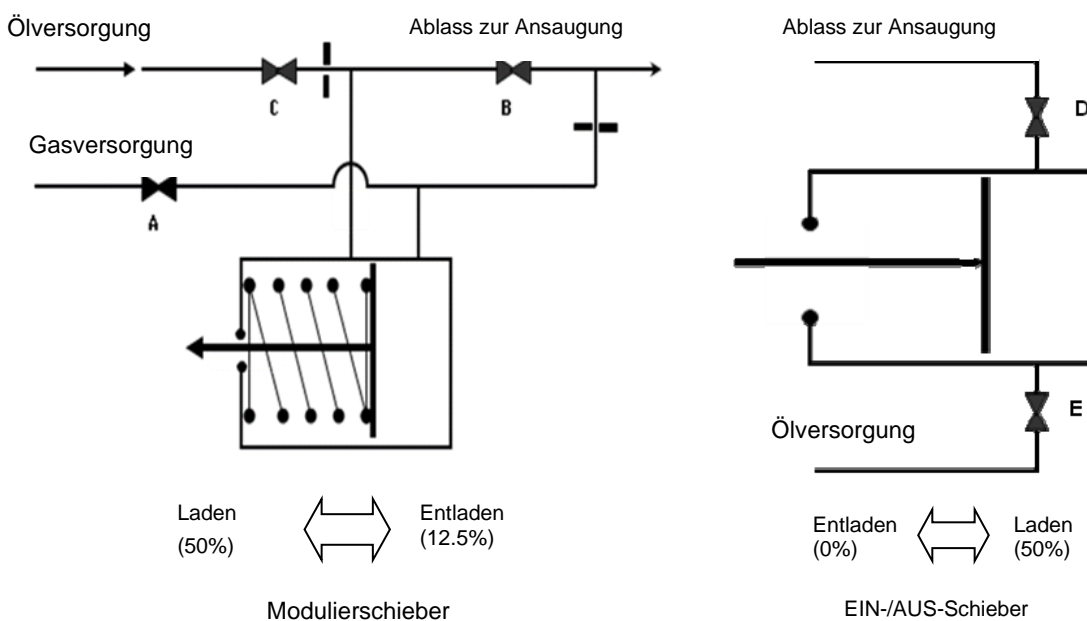 Ölversorgung
Ablass zur Ansaugung
C
B
Gasversorgung
A
Laden
(50%)
Entladen
(12.5%)
Modulierschieber
Ablass zur Ansaugung
D
E
Ölversorgung
Entladen
(0%)
Laden
(50%)
EIN-/AUS-Schieber